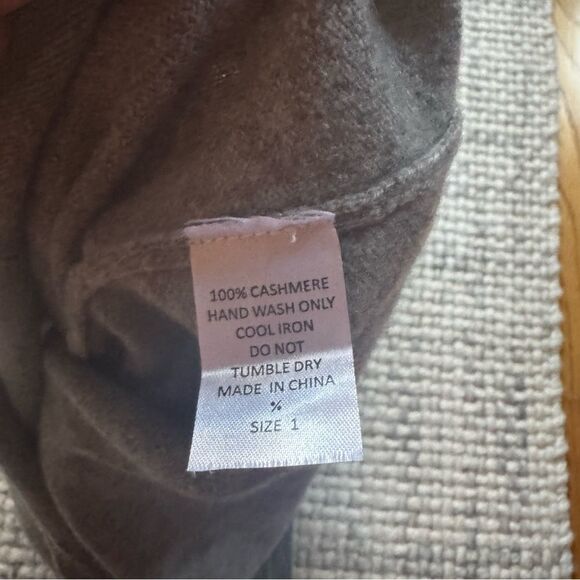 100% CASHMERE
HAND WASH ONLY
COOL IRON
DO NOT
TUMBLE DRY
MADE IN CHINA
%
SIZE 1